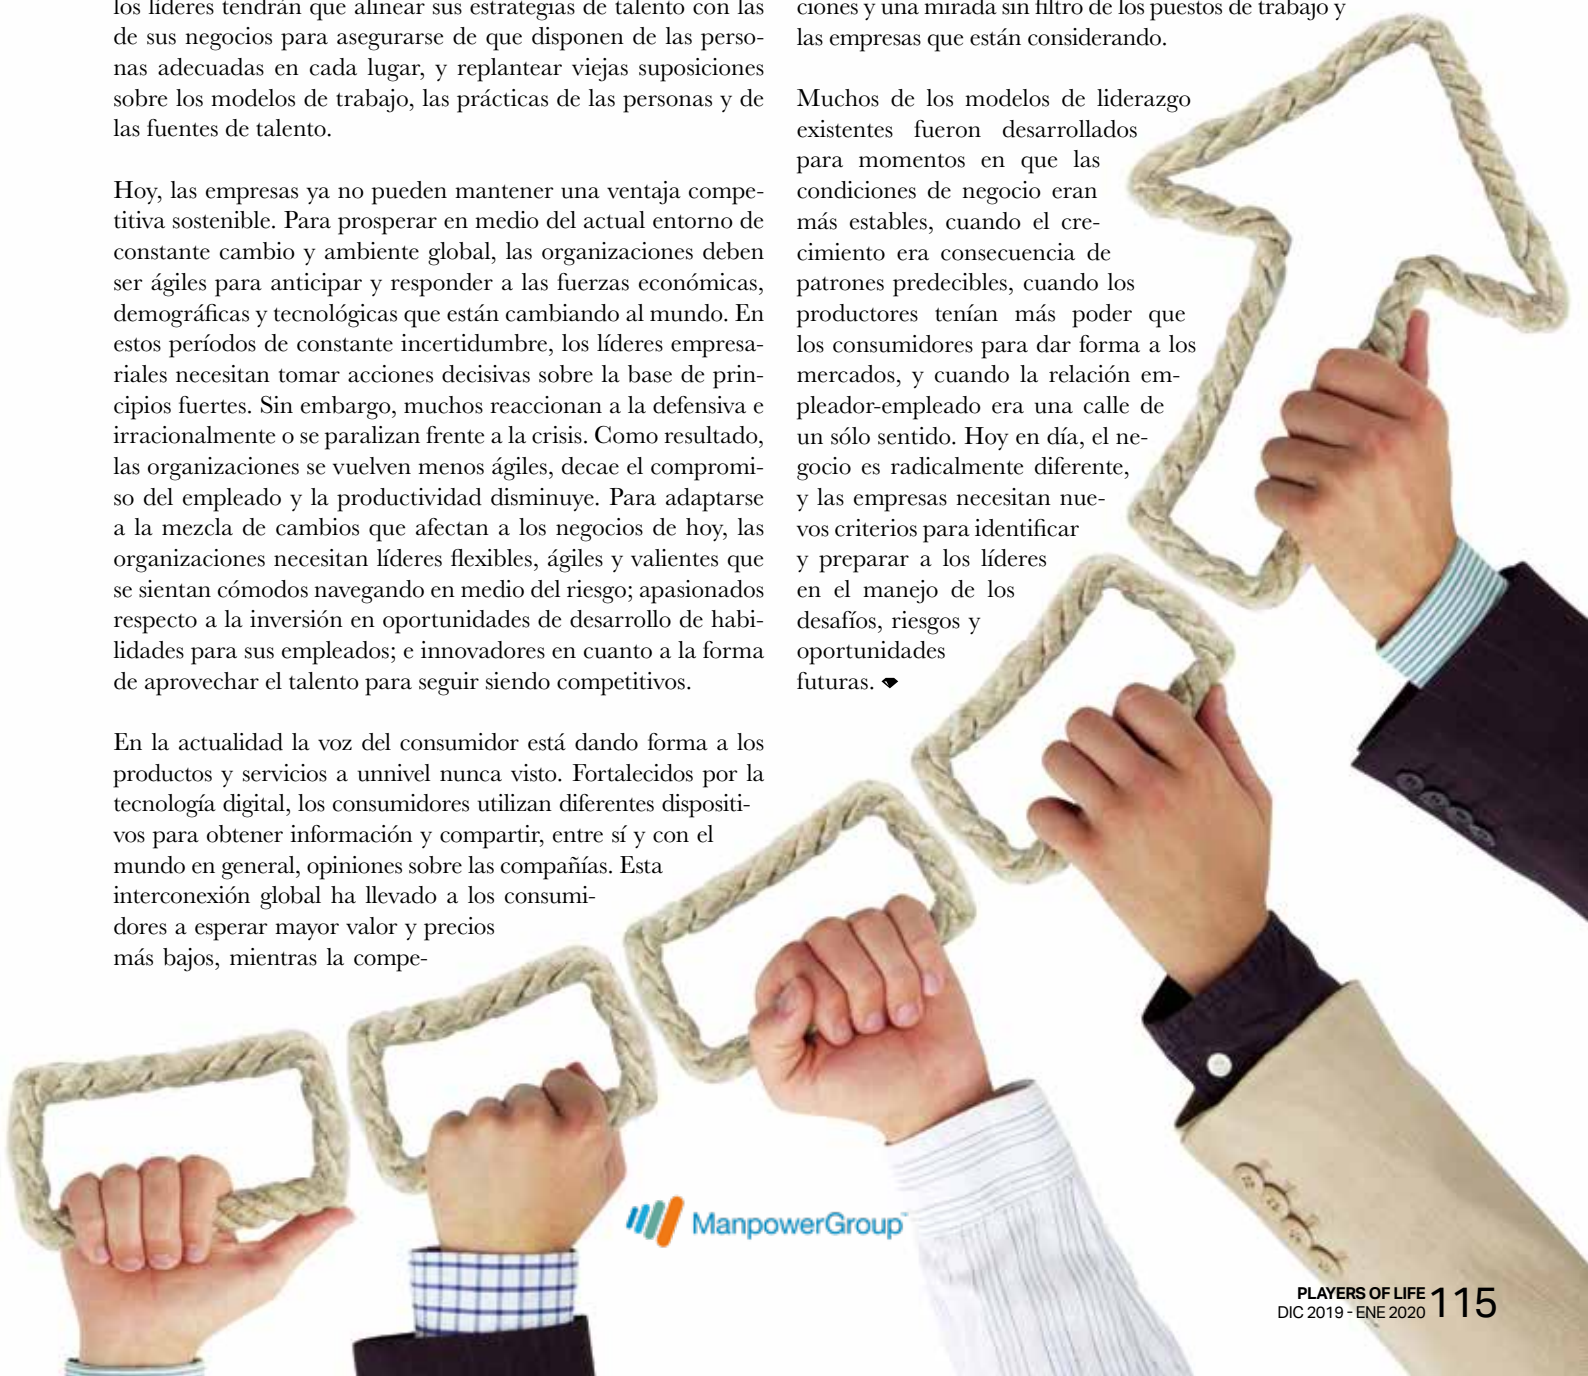 los líderes tendrán que alinear sus estrategias de talento con las
de sus negocios para asegurarse de que disponen de las perso-
nas adecuadas en cada lugar, y replantear viejas suposiciones
sobre los modelos de trabajo, las prácticas de las personas y de
las fuentes de talento.
Hoy, las empresas ya no pueden mantener una ventaja compe-
titiva sostenible. Para prosperar en medio del actual entorno de
constante cambio y ambiente global, las organizaciones deben
ser ágiles para anticipar y responder a las fuerzas económicas,
demográficas y tecnológicas que están cambiando al mundo. En
estos períodos de constante incertidumbre, los líderes empresa-
riales necesitan tomar acciones decisivas sobre la base de prin-
cipios fuertes. Sin embargo, muchos reaccionan a la defensiva e
irracionalmente o se paralizan frente a la crisis. Como resultado,
las organizaciones se vuelven menos ágiles, decae el compromi-
so del empleado y la productividad disminuye. Para adaptarse
a la mezcla de cambios que afectan a los negocios de hoy, las
organizaciones necesitan líderes flexibles, ágiles y valientes que
se sientan cómodos navegando en medio del riesgo; apasionados
respecto a la inversión en oportunidades de desarrollo de habi-
lidades para sus empleados; e innovadores en cuanto a la forma
de aprovechar el talento para seguir siendo competitivos.
En la actualidad la voz del consumidor está dando forma a los
productos y servicios a unnivel nunca visto. Fortalecidos por la
tecnología digital, los consumidores utilizan diferentes dispositi-
vos para obtener información y compartir, entre sí y con el
mundo en general, opiniones sobre las compañías. Esta
interconexión global ha llevado a los consumi-
dores a esperar mayor valor y precios
más bajos, mientras la compe-
ciones y una mirada sin filtro de los puestos de trabajo y
las empresas que están considerando.
Muchos de los modelos de liderazgo
existentes fueron desarrollados
para momentos en que las
condiciones de negocio eran
más estables, cuando el cre-
cimiento era consecuencia de
patrones predecibles, cuando los
productores tenían más poder que
los consumidores para dar forma a los
mercados, y cuando la relación em-
pleador-empleado era una calle de
un sólo sentido. Hoy en día, el ne-
gocio es radicalmente diferente,
y las empresas necesitan nue-
vos criterios para identificar
y preparar a los líderes
en el manejo de los
desafíos, riesgos y
oportunidades
futuras.
ManpowerGroup™
PLAYERS OF LIFE
DIC 2019 - ENE 2020 115